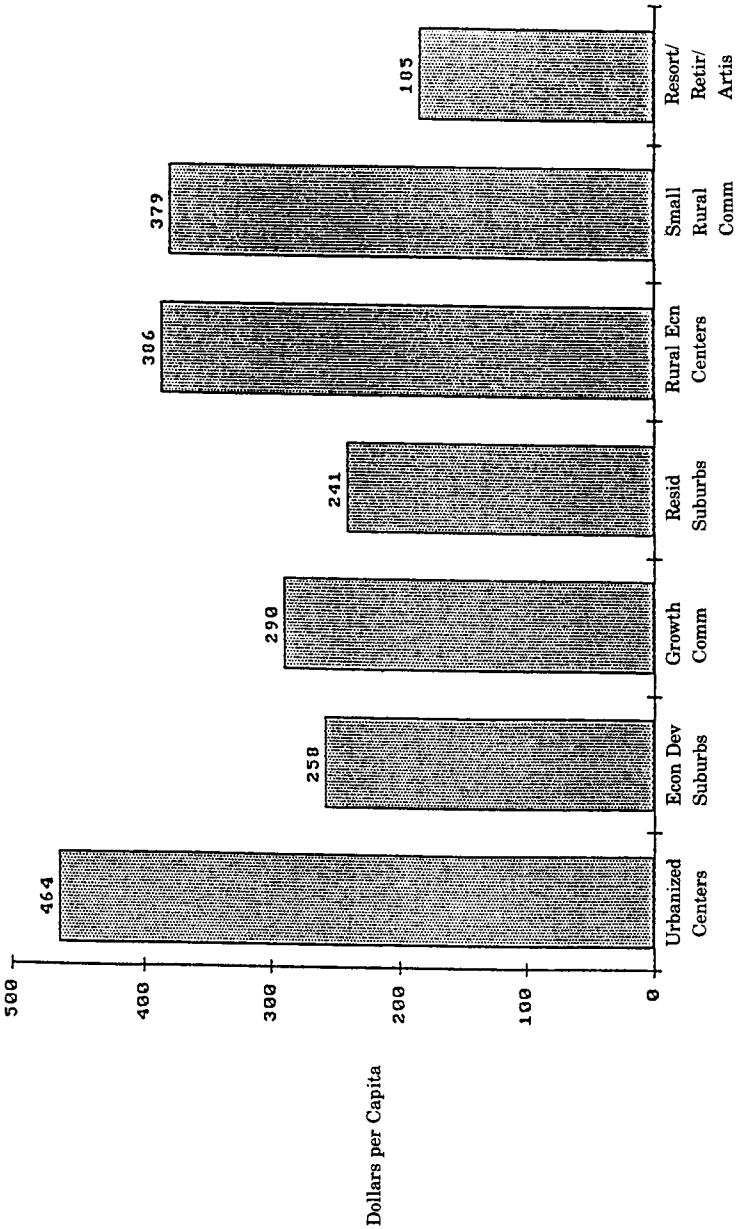 Dollars per Capita
500
400
300
200
100
0
464
258
290
241
386
379
185
Urbanized
Centers
Econ Dev
Suburbs
Growth
Comm
Resid
Suburbs
Rural Ecn
Centers
Small
Rural
Comm
Resort/
Retir/
Artis